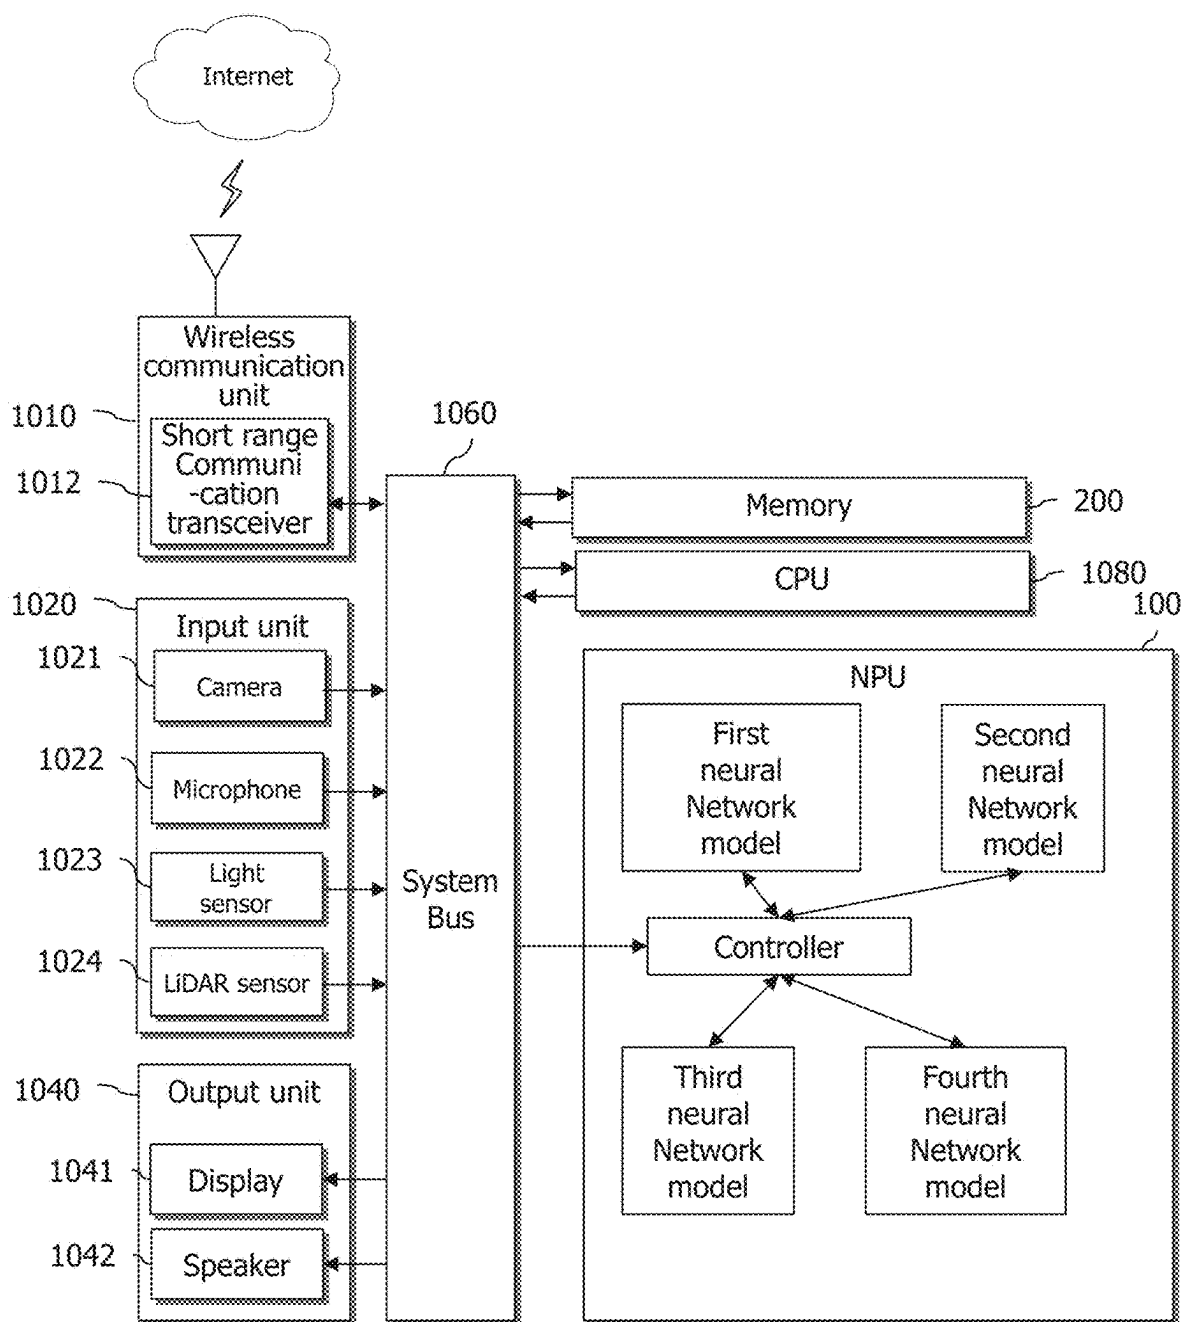 Internet
Wireless
communication
unit
1010
Short range
Communi
-cation
transceiver
1012
1060
System
Bus
Memory
200
CPU
1080
1020
Input unit
1021
Camera
1022
Microphone
1023
Light
sensor
1024
LiDAR sensor
1040
Output unit
1041
Display
1042
Speaker
100
NPU
First
neural
Network
model
Second
neural
Network
model
Controller
Third
neural
Network
model
Fourth
neural
Network
model